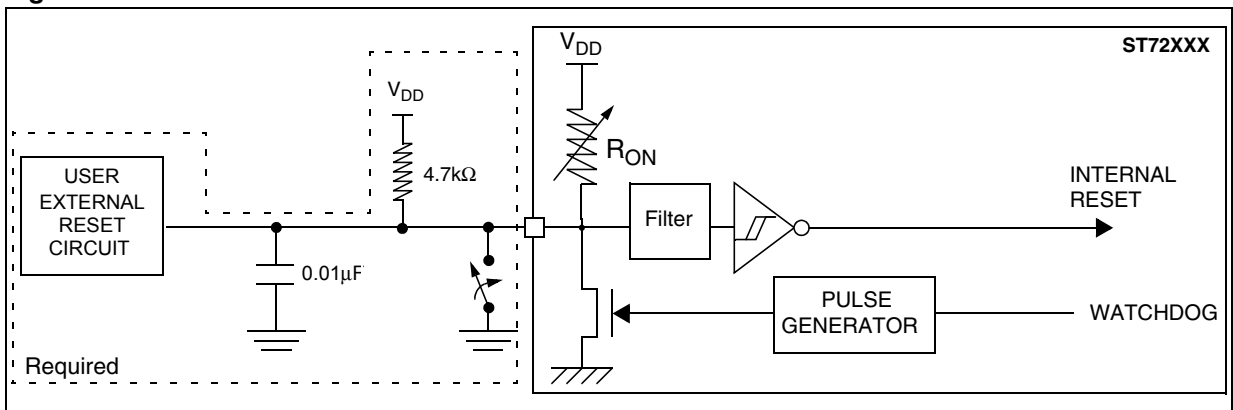 V_DD
ST72XXX
V_DD
R_ON
4.7kΩ
USER
EXTERNAL
RESET
CIRCUIT
Filter
INTERNAL
RESET
0.01μF
PULSE
GENERATOR
WATCHDOG
Required